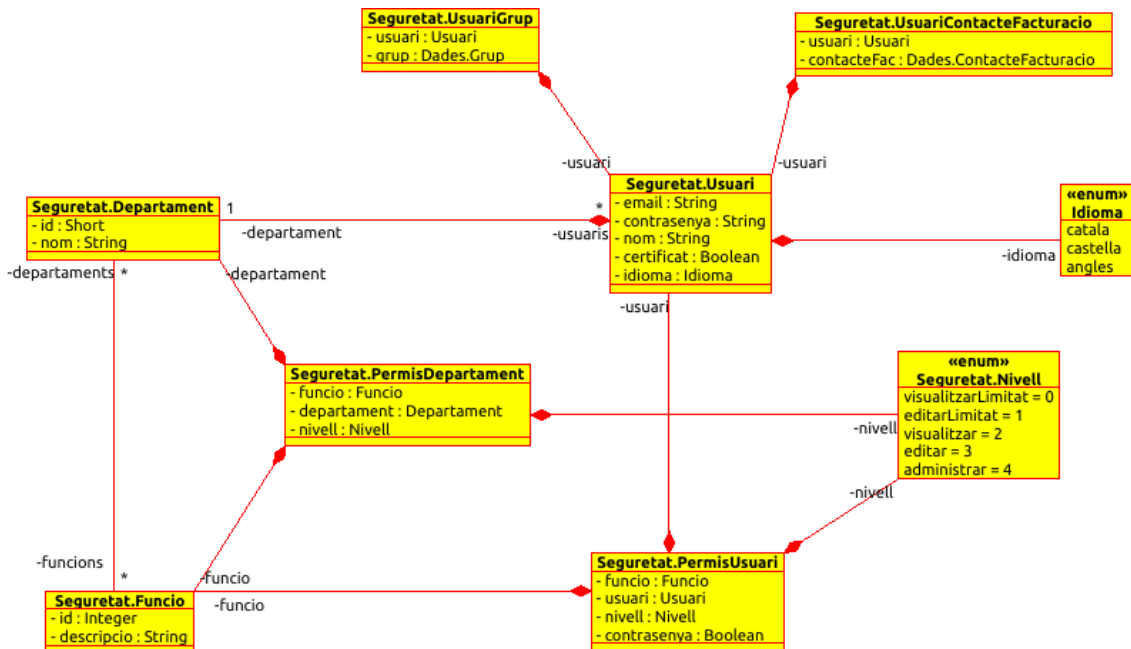 Seguretat.UsuariGrup
- usuari : Usuari
- grup : Dades.Grup
Seguretat.UsuariContacteFacturacio
- usuari : Usuari
- contacteFac : Dades.ContacteFacturacio
-usuari
-usuari
Seguretat.Departament
- id : Short
- nom : String
1
-departament
*
-usuaris
Seguretat.Usuari
- email : String
- contrasenya : String
- nom : String
- certificat : Boolean
- idioma : Idioma
«enum»
Idioma
catala
castella
angles
-idioma
-departaments
*
-departament
-usuari
Seguretat.PermisDepartament
- funcio : Funcio
- departament : Departament
- nivell : Nivell
«enum»
Seguretat.Nivell
visualitzarLimitat = 0
editarLimitat = 1
visualitzar = 2
editar = 3
administrar = 4
-nivell
-nivell
-funcions
*
-funcio
-funcio
Seguretat.Funcio
- id : Integer
- descripcio : String
Seguretat.PermisUsuari
- funcio : Funcio
- usuari : Usuari
- nivell : Nivell
- contrasenya : Boolean